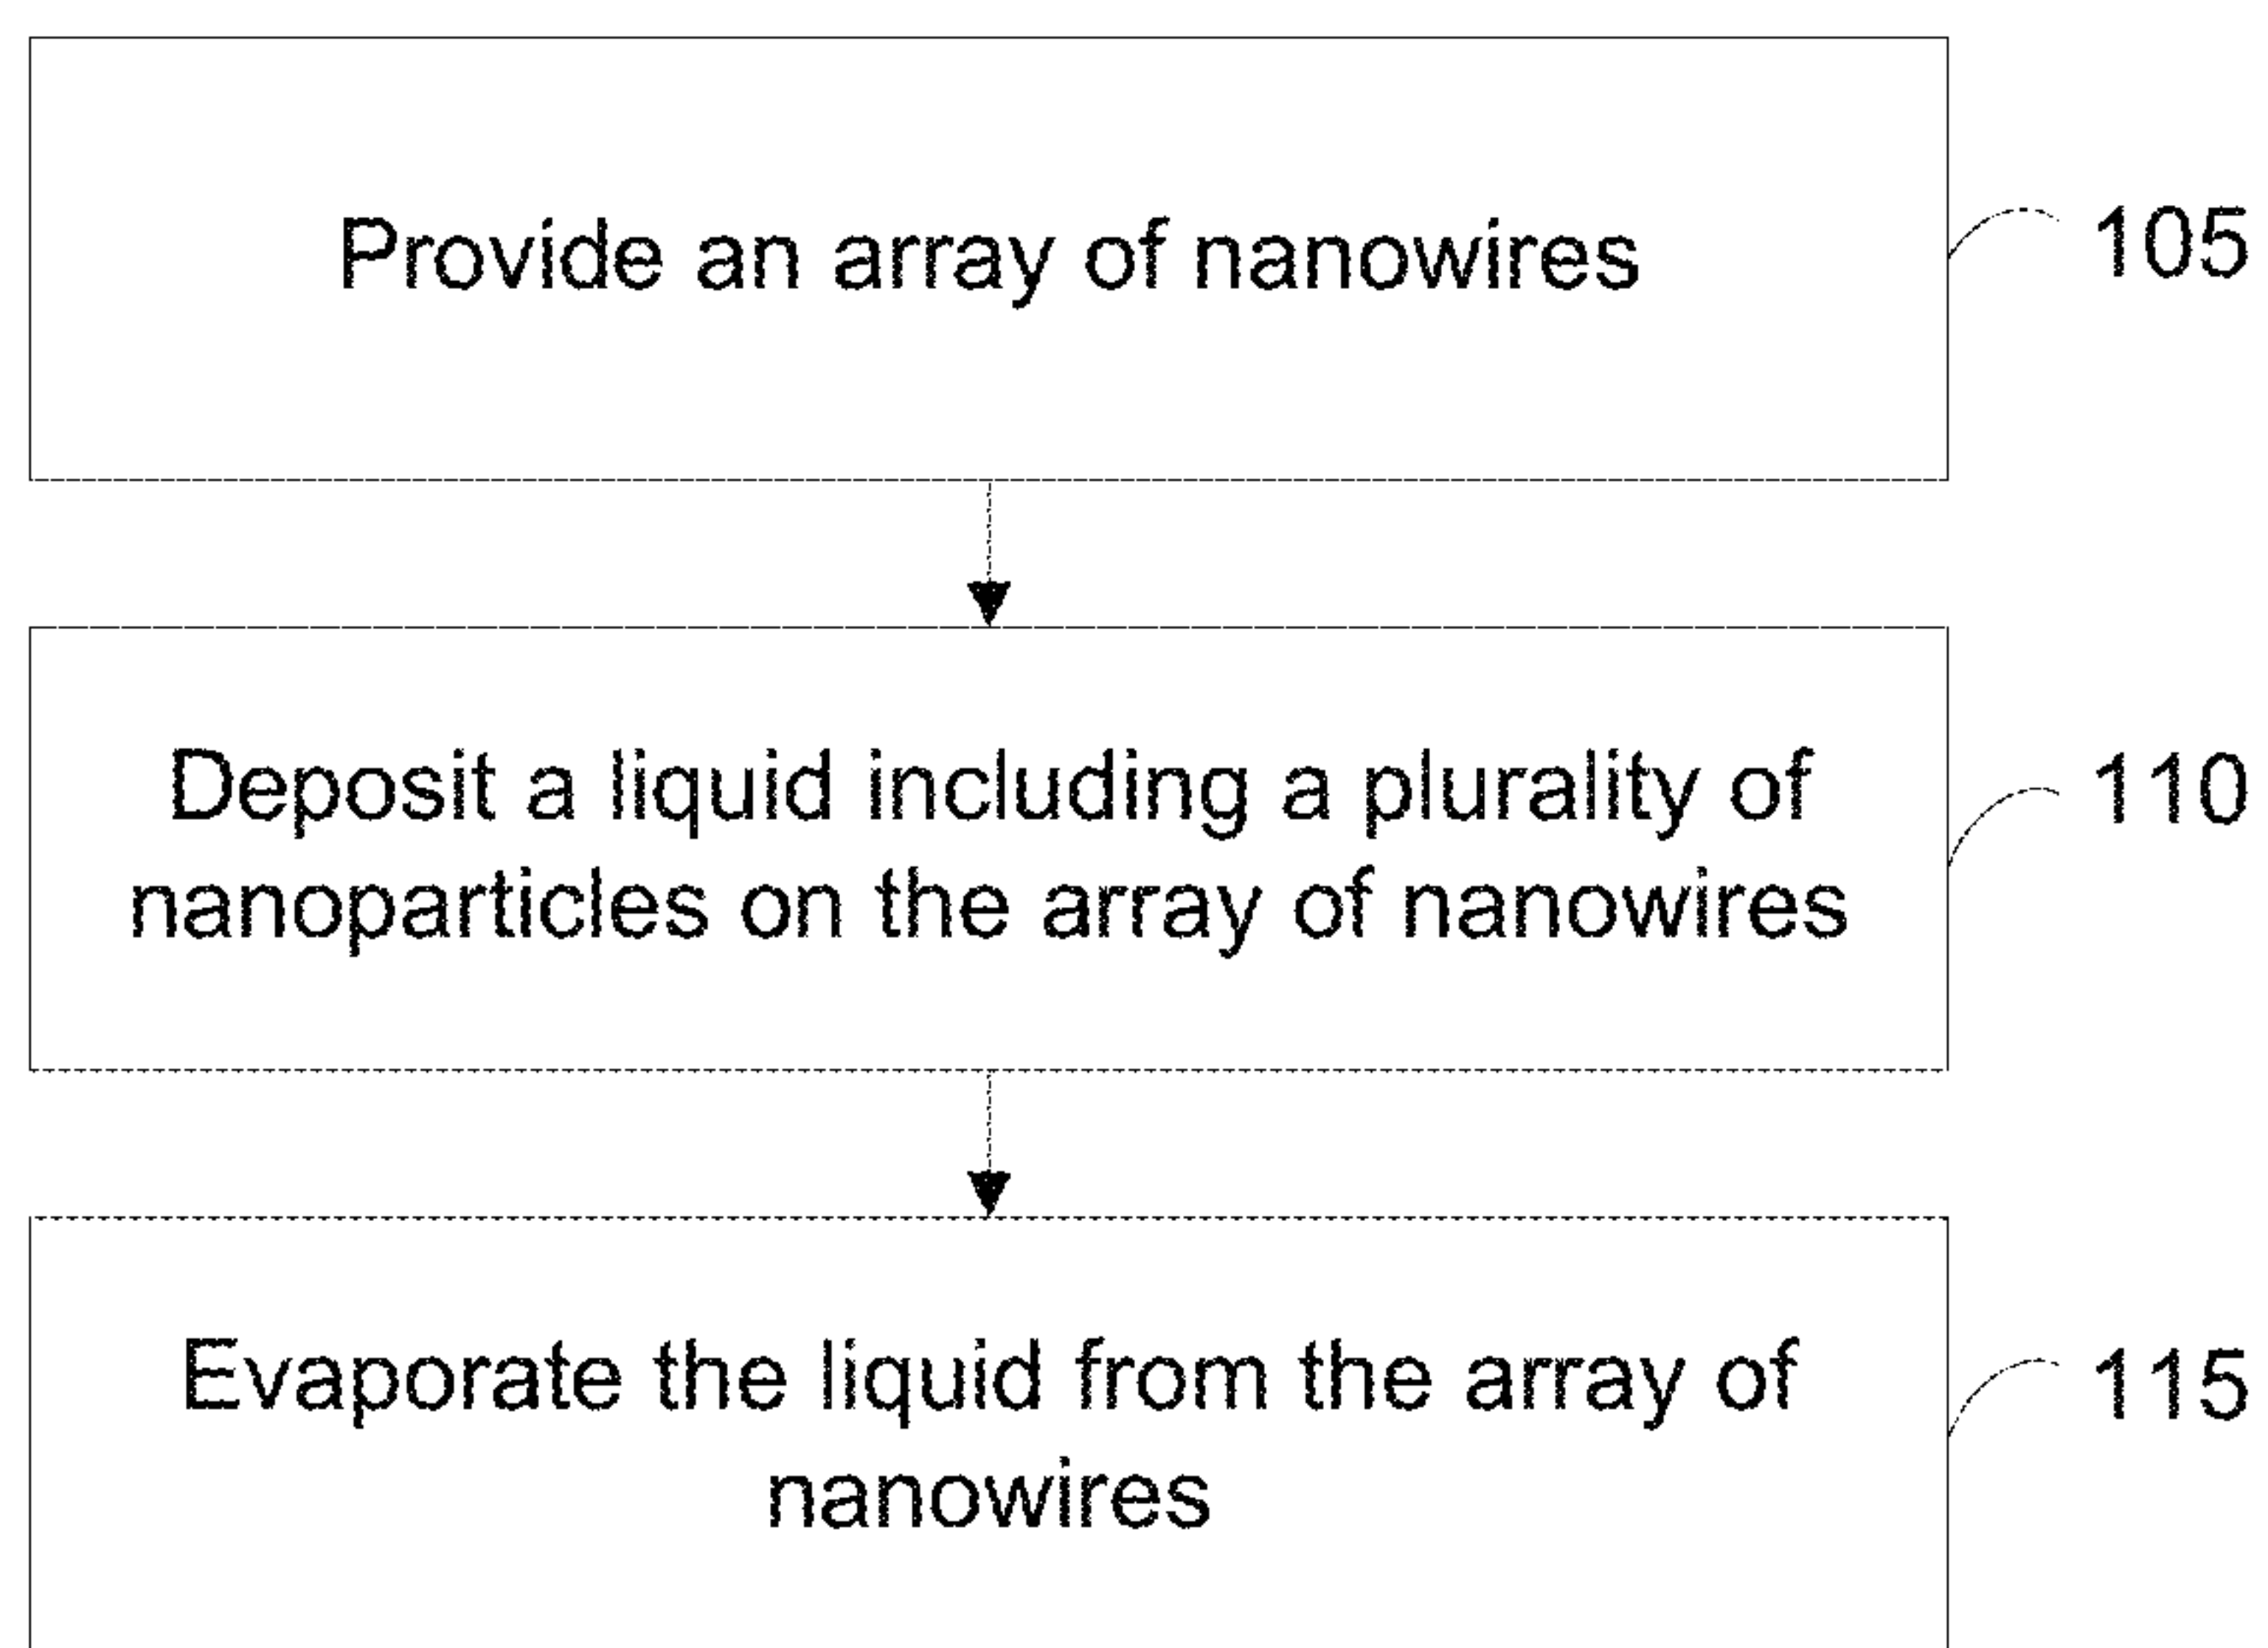 Provide an array of nanowires
105
Deposit a liquid including a plurality of
nanoparticles on the array of nanowires
110
Evaporate the liquid from the array of
nanowires
115